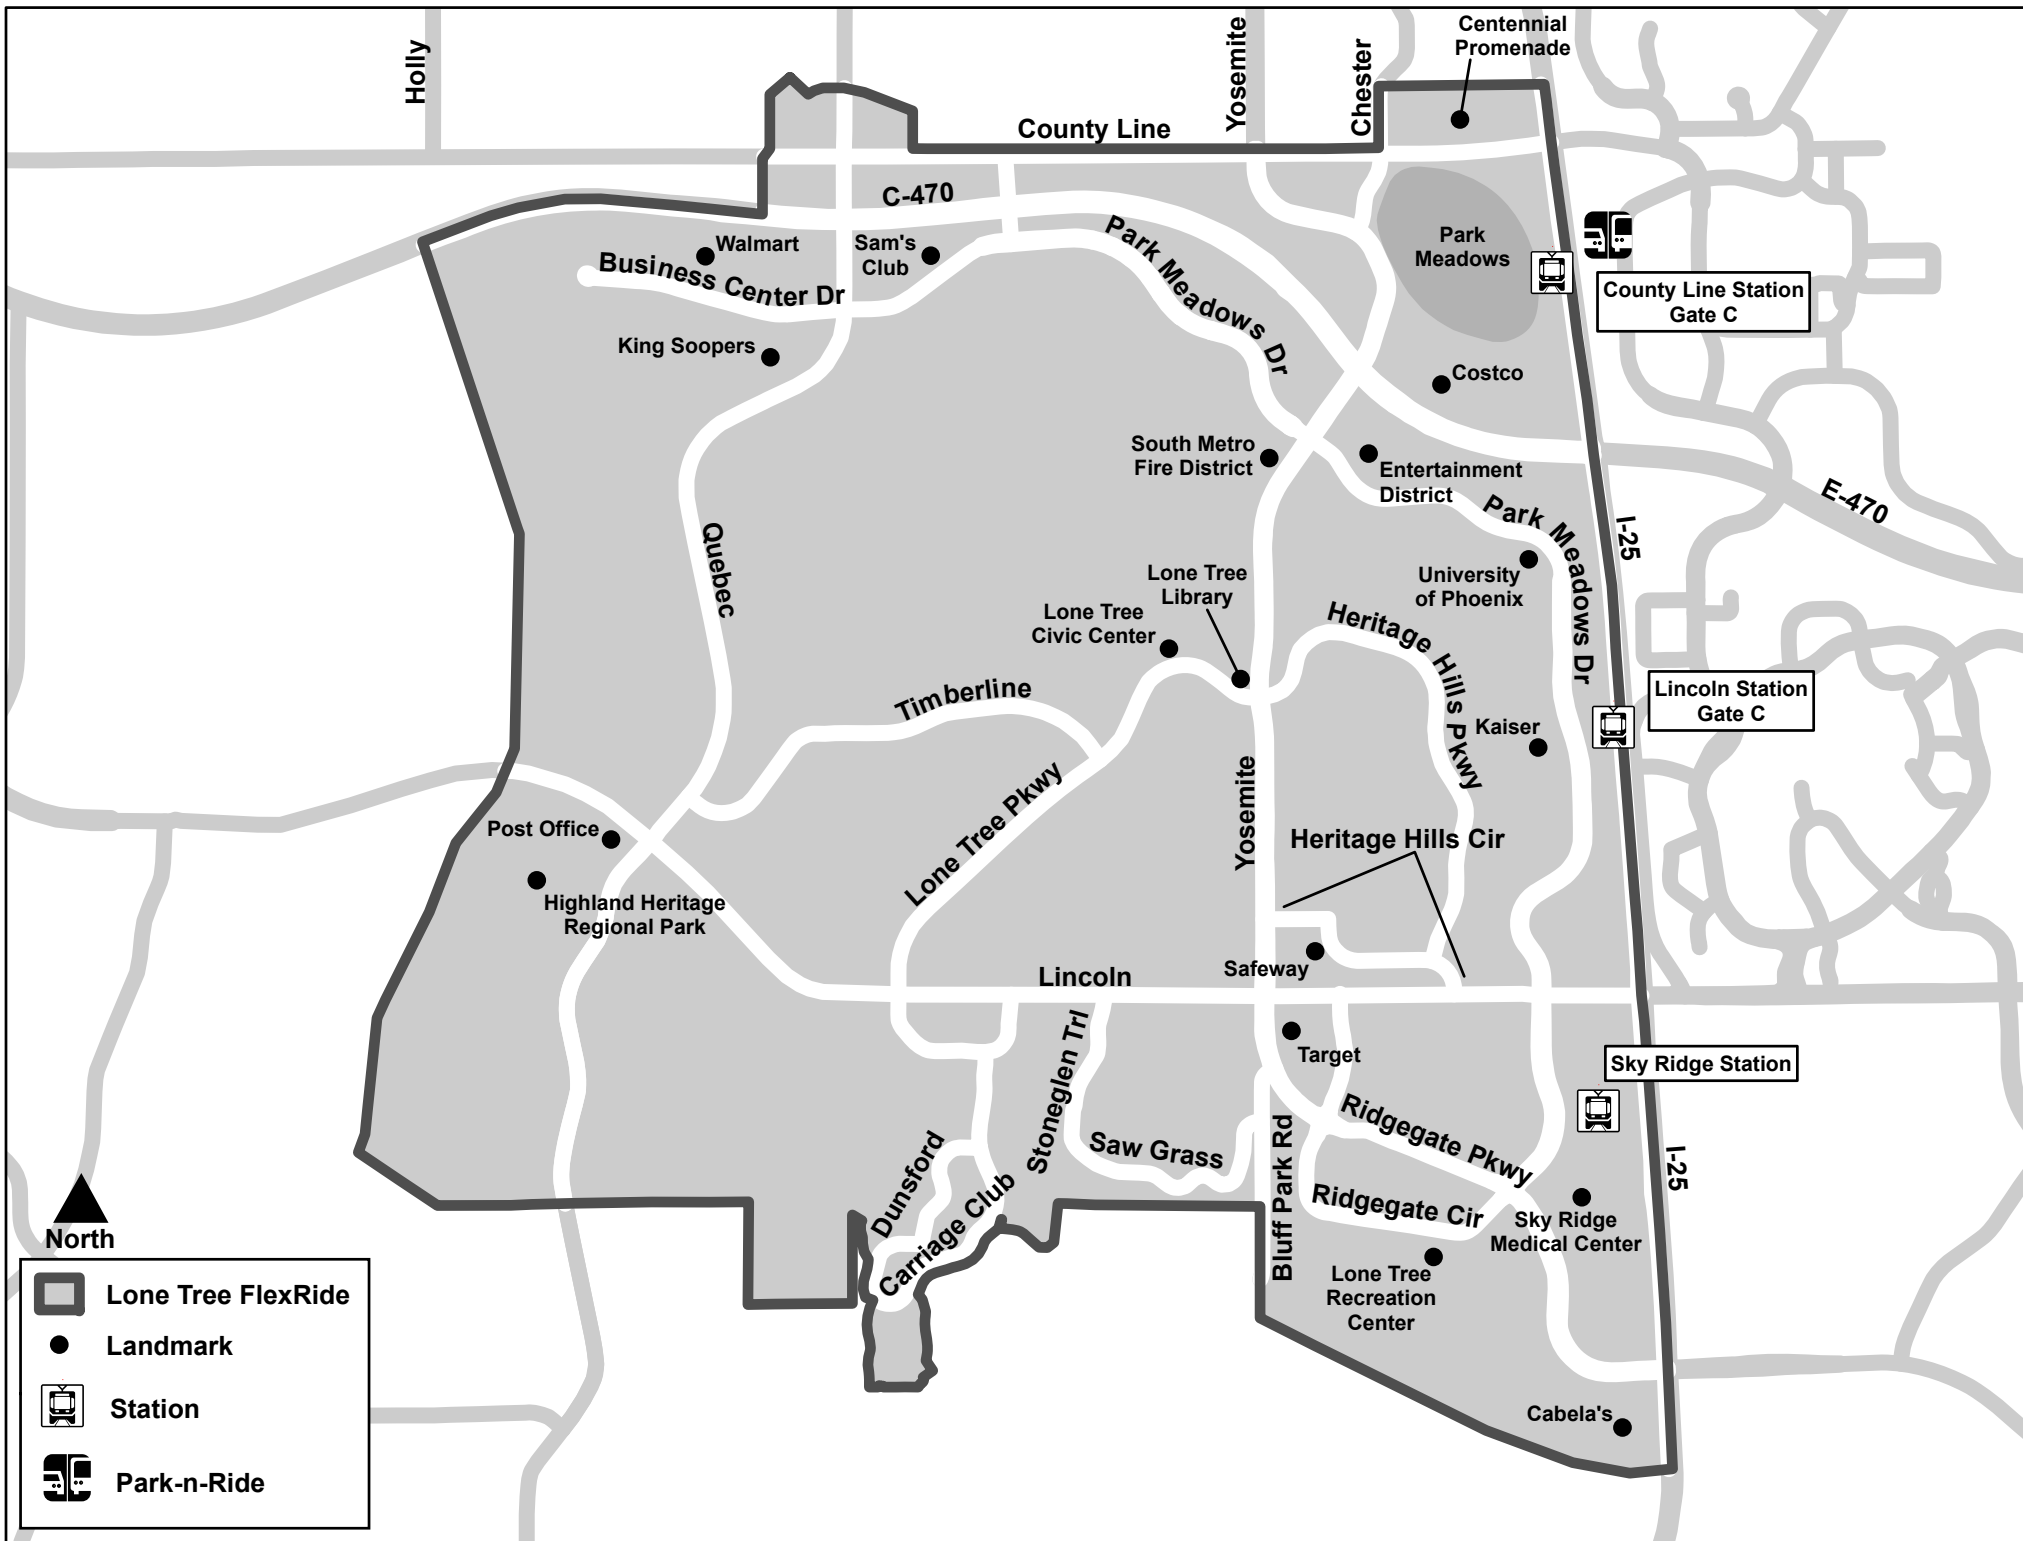 Centennial
Promenade
Holly
Yosemite
Chester
County Line
C-470
Walmart
Sam's
Club
Park Meadows Dr
Park
Meadows
Business Center Dr
County Line Station
Gate C
King Soopers
Costco
South Metro
Fire District
Entertainment
District
Park Meadows Dr
E-470
I-25
Quebec
Lone Tree
Library
University
of Phoenix
Lone Tree
Civic Center
Heritage Hills Pkwy
Timberline
Lincoln Station
Gate C
Kaiser
Lone Tree Pkwy
Yosemite
Post Office
Heritage Hills Cir
Highland Heritage
Regional Park
Safeway
Lincoln
Stoneglen Trl
Target
Sky Ridge Station
Ridgegate Pkwy
Saw Grass
Dunsford
Carriage Club
Bluff Park Rd
I-25
Ridgegate Cir
Sky Ridge
Medical Center
Lone Tree
Recreation
Center
Cabela's
North
Lone Tree FlexRide
Landmark
Station
Park-n-Ride